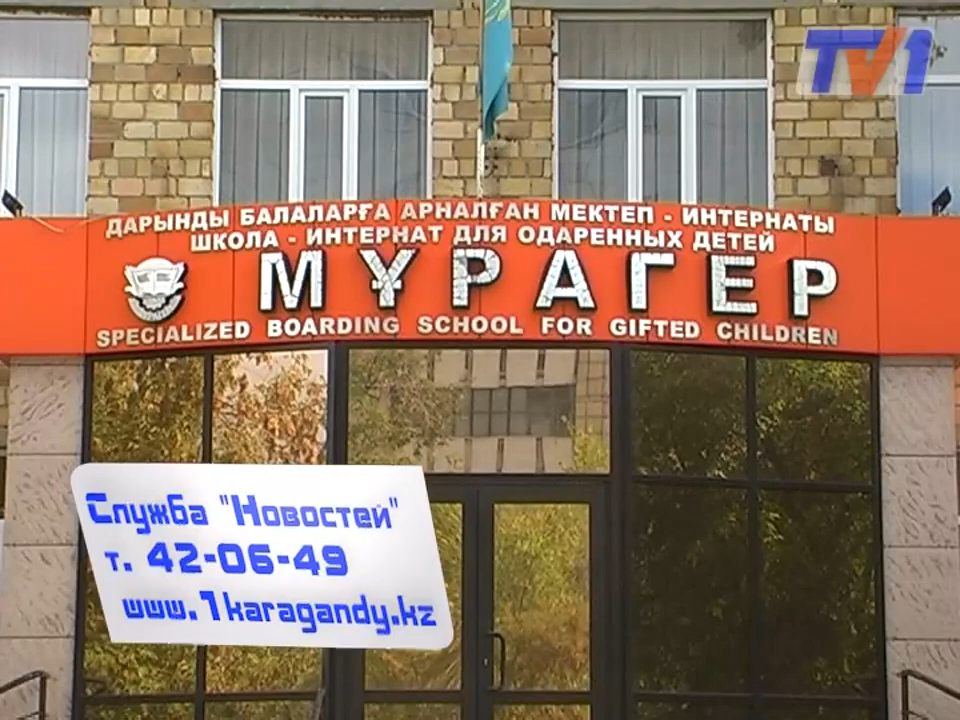 TV1
ДАРЫНДЫ БАЛАЛАРҒА АРНАЛҒАН МЕКТЕП - ИНТЕРНАТЫ
ШКОЛА - ИНТЕРНАТ ДЛЯ ОДАРЕННЫХ ДЕТЕЙ
МҰРАГЕР
SPECIALIZED BOARDING SCHOOL FOR GIFTED CHILDREN
Служба "Новостей"
т. 42-06-49
www.1karagandy.kz